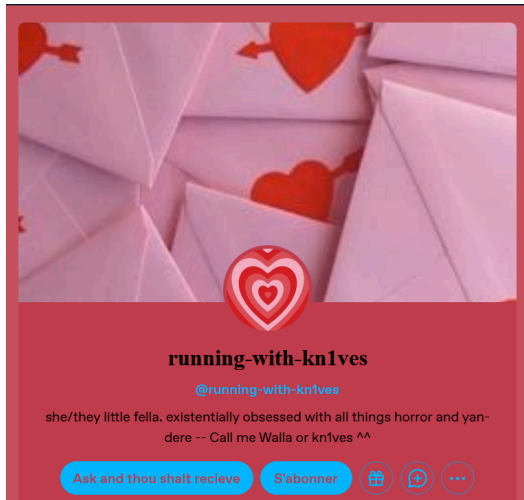 running-with-kn1ves
@running-with-kn1ves
she/they little fella. existentially obsessed with all things horror and yan-
dere -- Call me Walla or kn1ves ^^
Ask and thou shalt recieve S'abonner